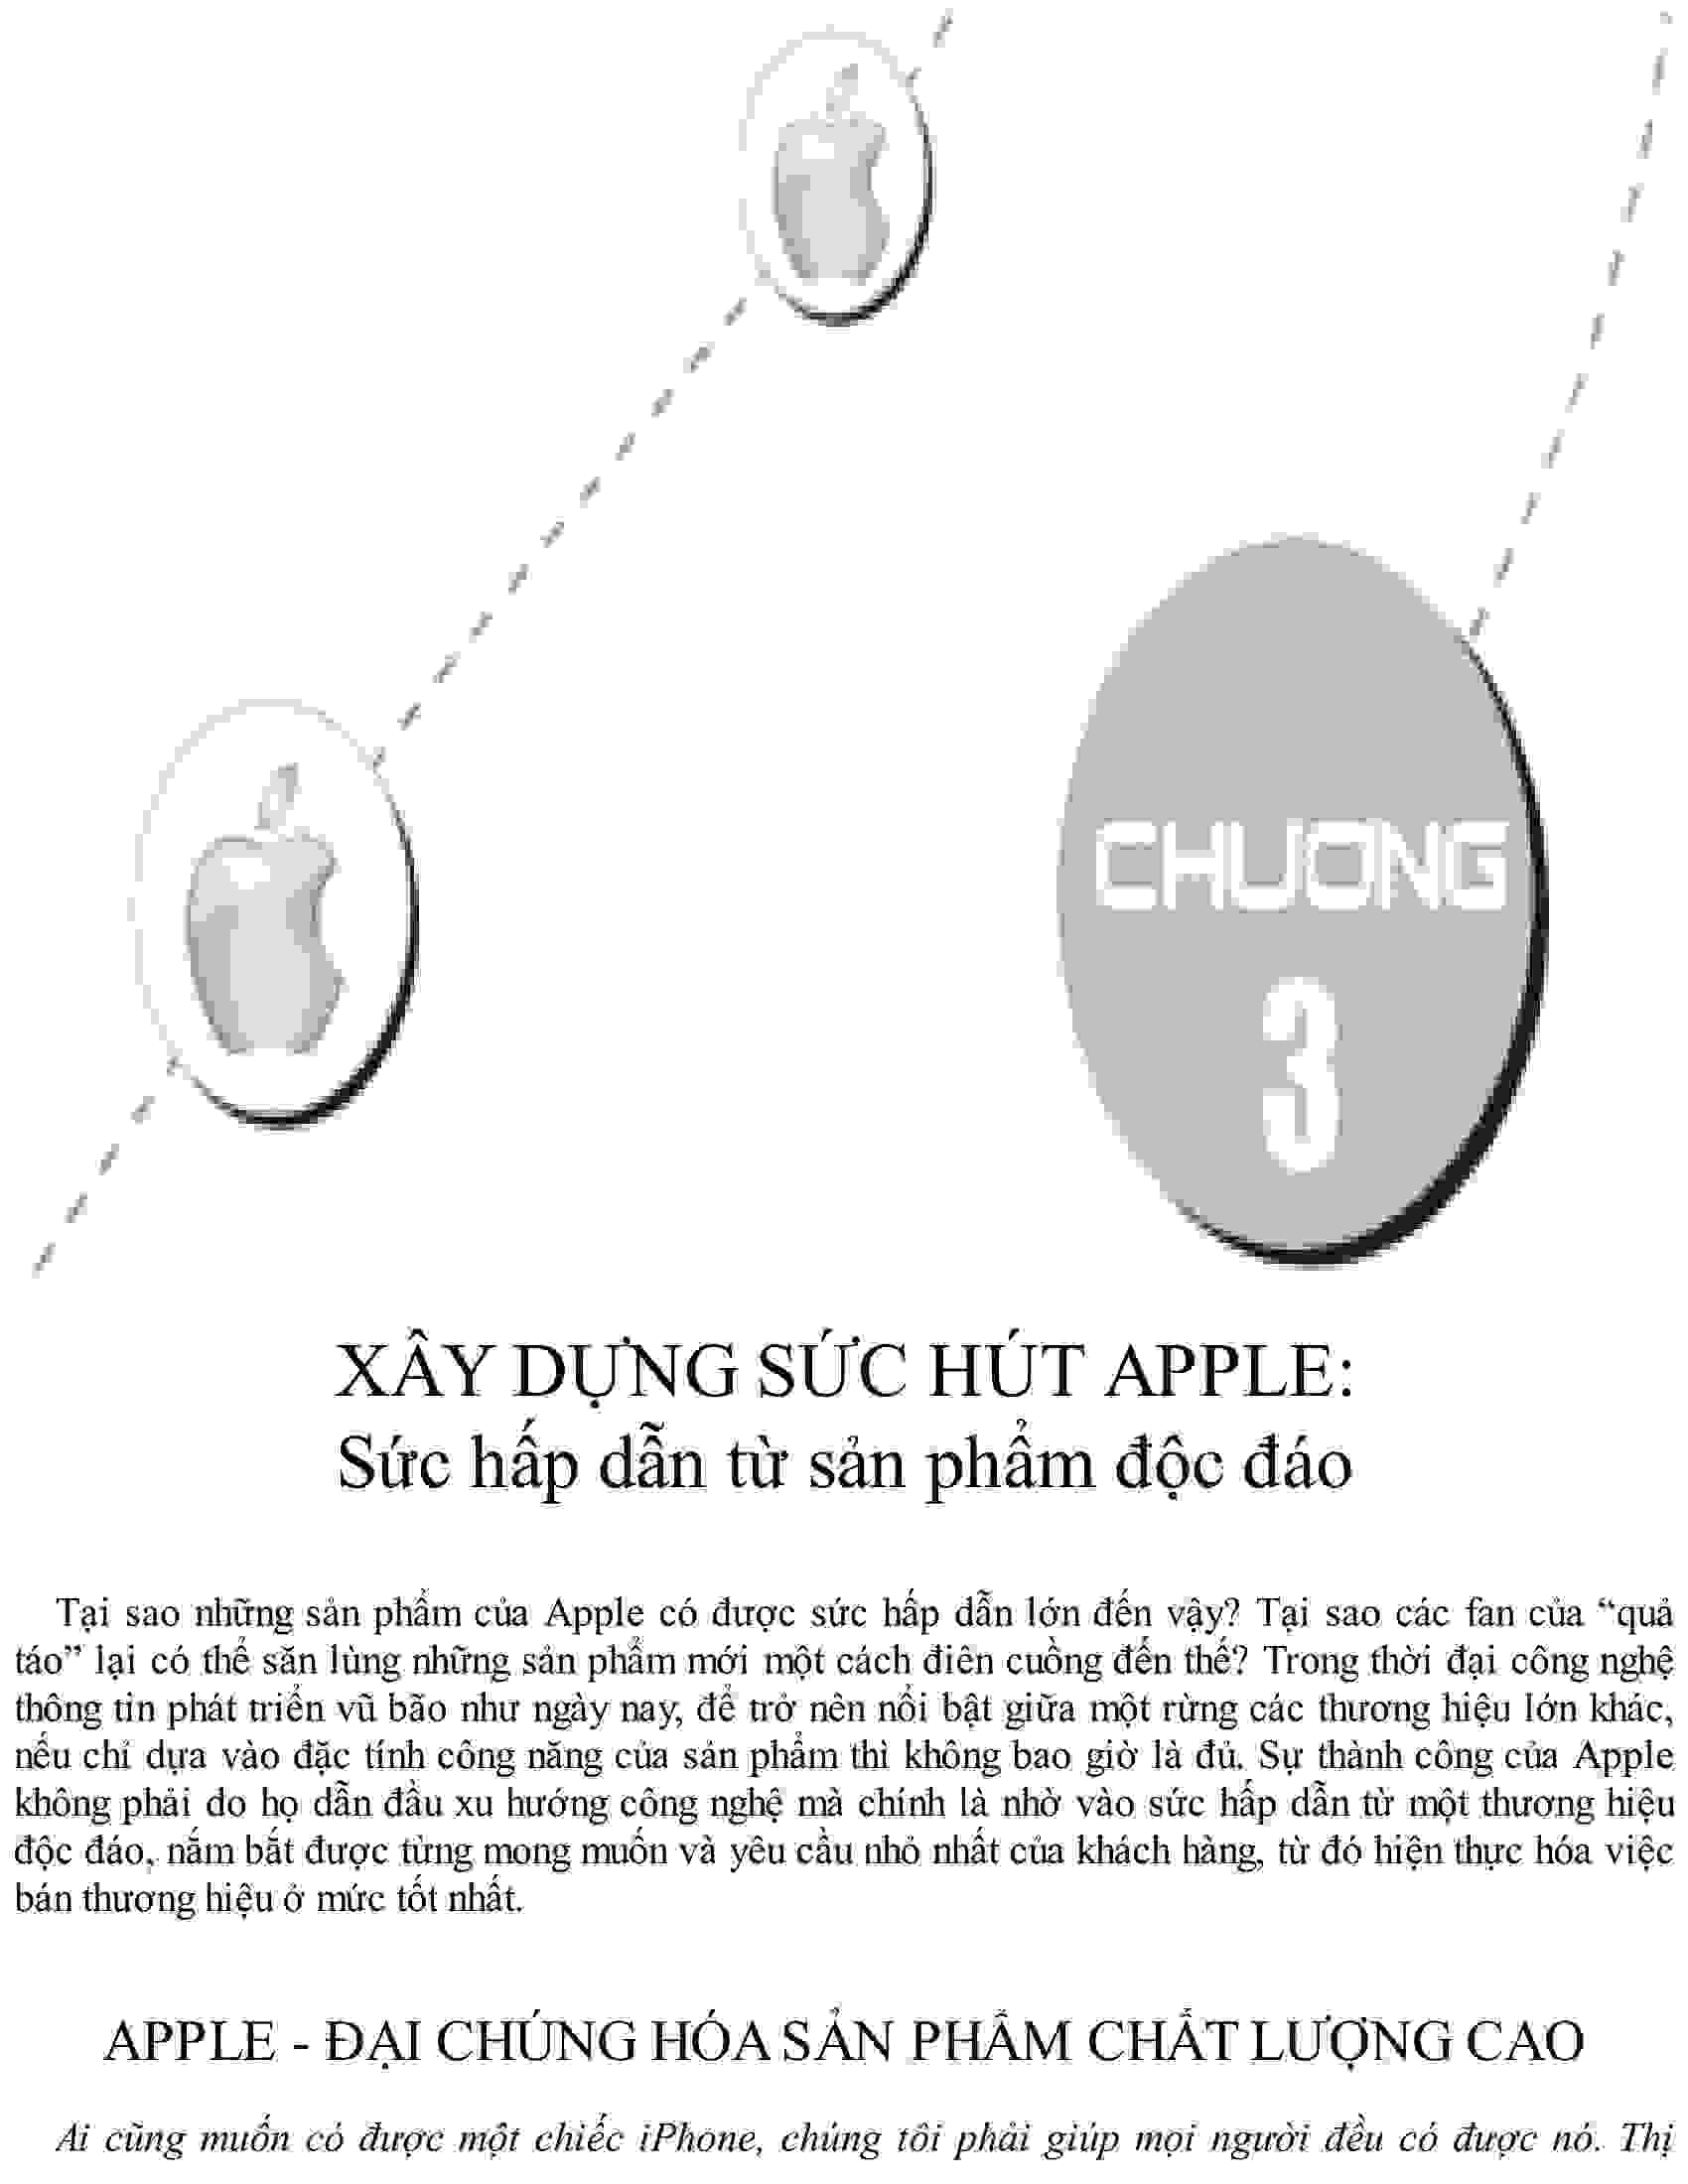 CHUONG
3
XÂY DỰNG SỨC HÚT APPLE:
Sức hấp dẫn từ sản phẩm độc đáo
Tại sao những sản phẩm của Apple có được sức hấp dẫn lớn đến vậy? Tại sao các fan của “quả
táo” lại có thể săn lùng những sản phẩm mới một cách điên cuồng đến thế? Trong thời đại công nghệ
thông tin phát triển vũ bão như ngày nay, để trở nên nổi bật giữa một rừng các thương hiệu lớn khác,
nếu chỉ dựa vào đặc tính công năng của sản phẩm thì không bao giờ là đủ. Sự thành công của Apple
không phải do họ dẫn đầu xu hướng công nghệ mà chính là nhờ vào sức hấp dẫn từ một thương hiệu
độc đáo, nắm bắt được từng mong muốn và yêu cầu nhỏ nhất của khách hàng, từ đó hiện thực hóa việc
bán thương hiệu ở mức tốt nhất.
APPLE - ĐẠI CHÚNG HÓA SẢN PHẨM CHẤT LƯỢNG CAO
Ai cũng muốn có được một chiếc iPhone, chúng tôi phải giúp mọi người đều có được nó. Thị